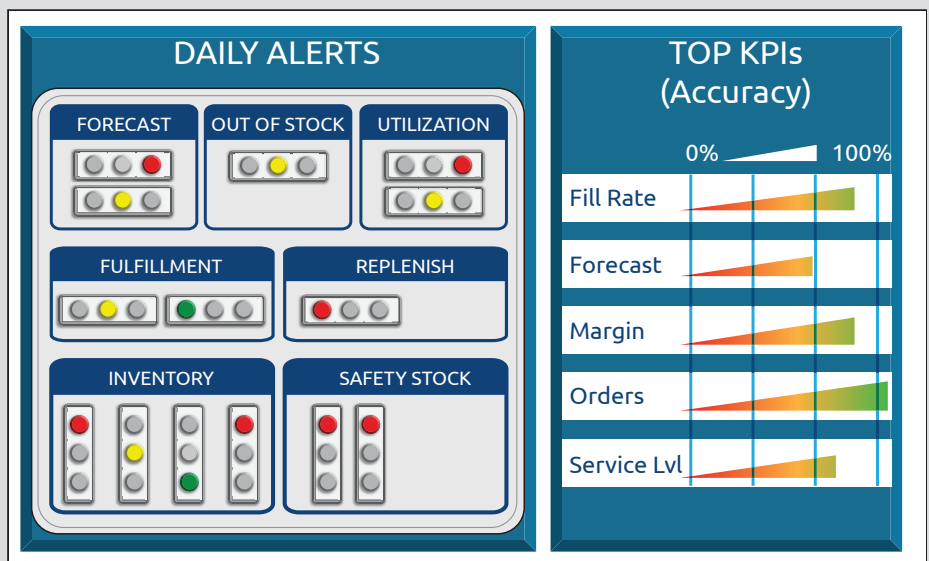 DAILY ALERTS
FORECAST
OUT OF STOCK
UTILIZATION
FULFILLMENT
REPLENISH
INVENTORY
SAFETY STOCK
TOP KPIs
(Accuracy)
0% 100%
Fill Rate
Forecast
Margin
Orders
Service Lvl